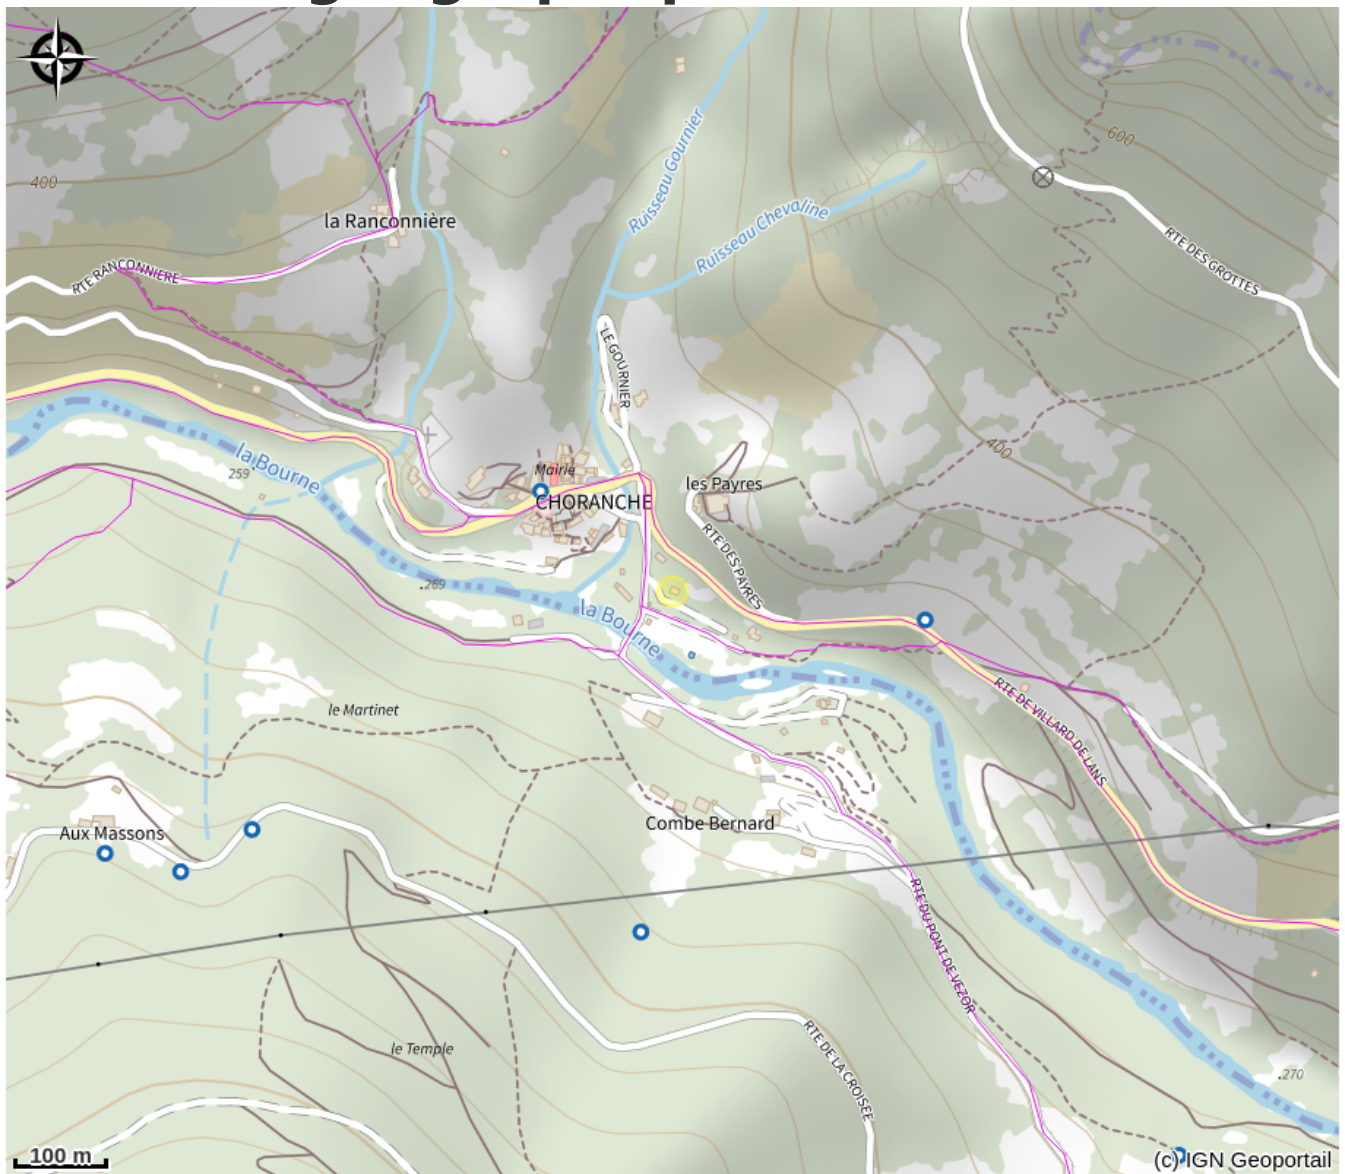 600
400
la Ranconnière
Ruisseau Gournier
Ruisseau Chevaline
RTE DES GROTTES
RTE RANCONNIERE
LE GOURNIER
400
la Bourne
259
Mairie
les Payres
CHORANCHE
RTE DES PAYRES
.269
la Bourne
le Martinet
RTE DE VILLARD DE LANS
Aux Massons
Combe Bernard
RTE DU PONT DE VEZOR
le Temple
RTE DE LA CROISEE
.270
100 m
(c) IGN Geoportail